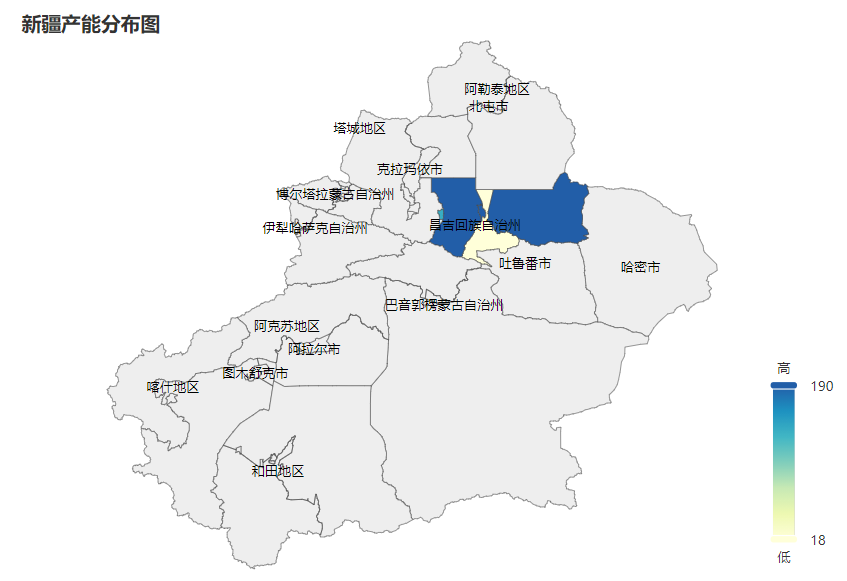 新疆产能分布图
阿勒泰地区
北屯市
塔城地区
克拉玛依市
博尔塔拉蒙古自治州
伊犁哈萨克自治州
昌吉回族自治州
吐鲁番市
哈密市
巴音郭楞蒙古自治州
阿克苏地区
阿拉尔市
图木舒克市
喀什地区
和田地区
高
190
18
低